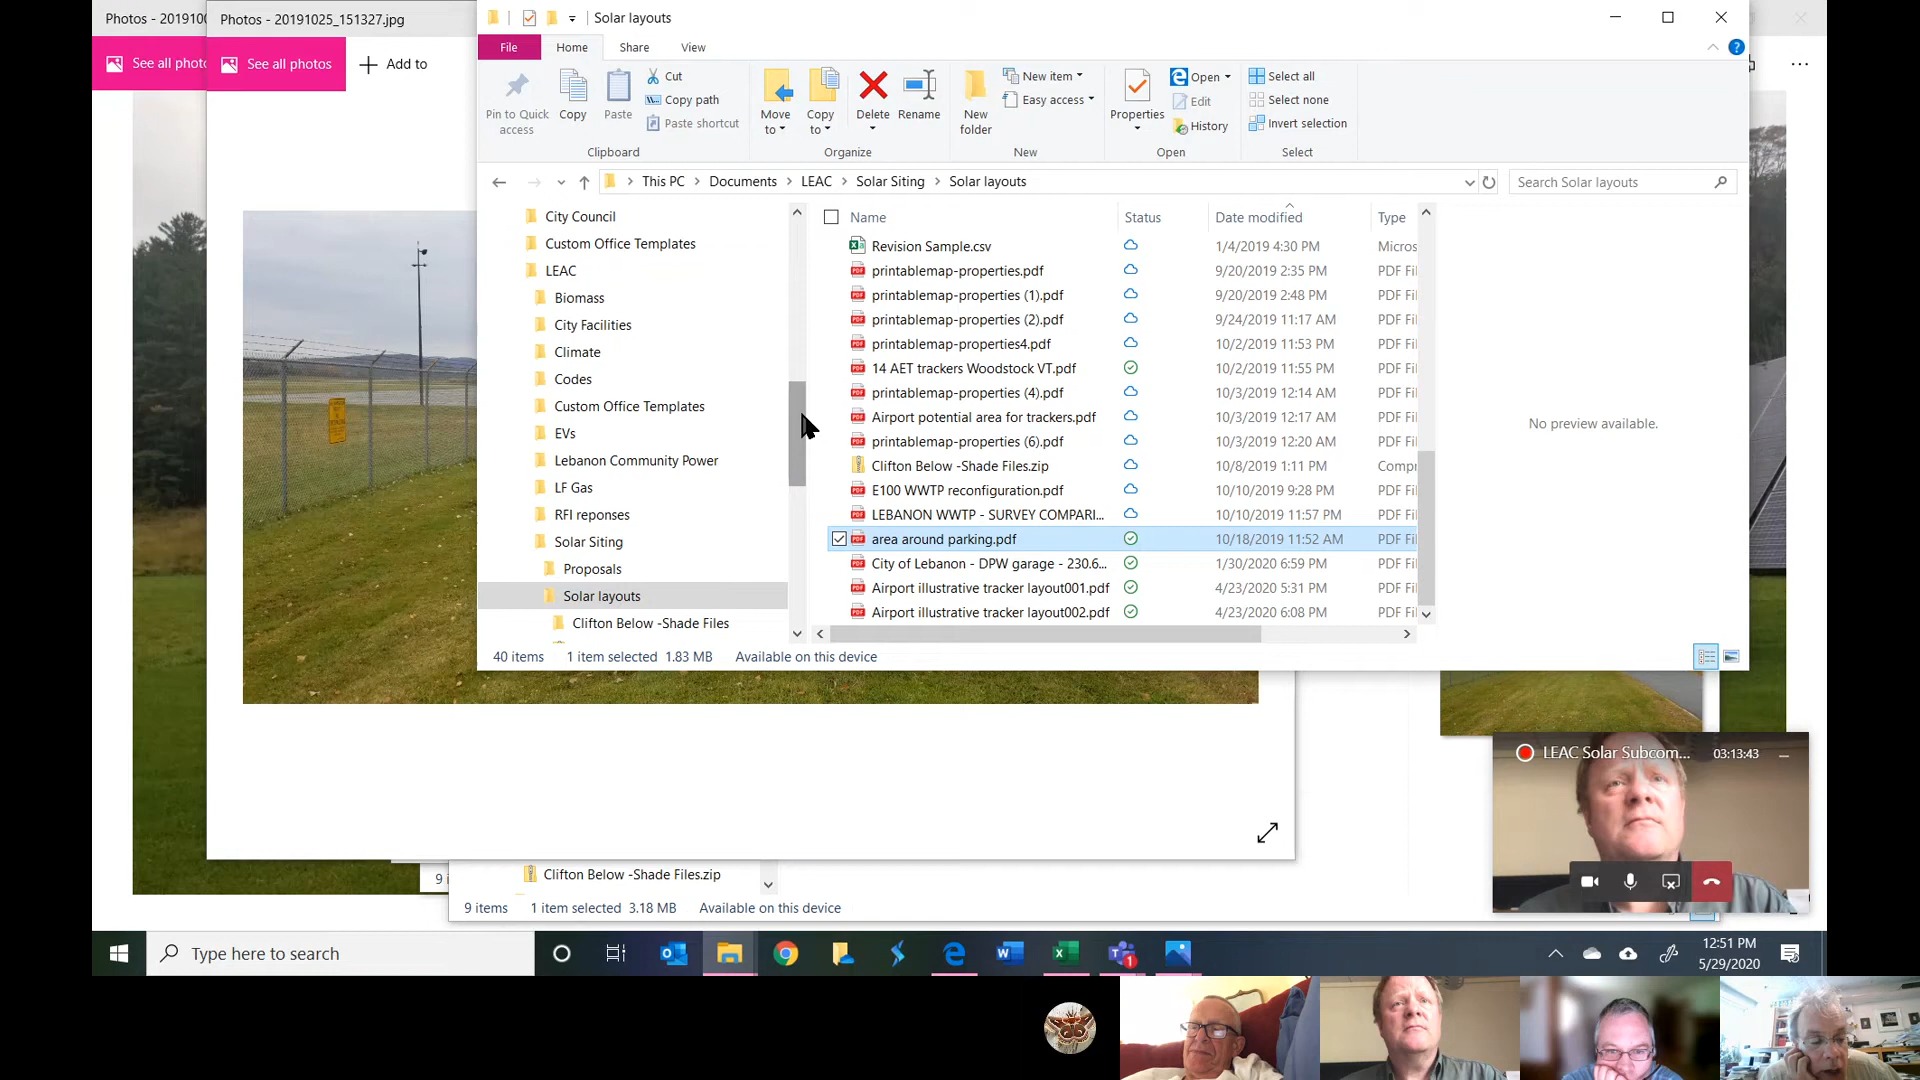 Photos - 2019100
Photos - 20191025_151327.jpg
Solar layouts
See all photo
See all photos
Add to
File
Home
Share
View
Pin to Quick access
Copy
Paste
Cut
Copy path
Paste shortcut
Clipboard
Move to
Copy to
Delete
Rename
Organize
New folder
New item
Easy access
New
Properties
Open
Edit
History
Open
Select all
Select none
Invert selection
Select
This PC > Documents > LEAC > Solar Siting > Solar layouts
Search Solar layouts
City Council
Custom Office Templates
LEAC
Biomass
City Facilities
Climate
Codes
Custom Office Templates
EVs
Lebanon Community Power
LF Gas
RFI reponses
Solar Siting
Proposals
Solar layouts
Clifton Below -Shade Files
Name Status Date modified Type
Revision Sample.csv 1/4/2019 4:30 PM Micros
printablemap-properties.pdf 9/20/2019 2:35 PM PDF Fil
printablemap-properties (1).pdf 9/20/2019 2:48 PM PDF Fil
printablemap-properties (2).pdf 9/24/2019 11:17 AM PDF Fil
printablemap-properties4.pdf 10/2/2019 11:53 PM PDF Fil
14 AET trackers Woodstock VT.pdf 10/2/2019 11:55 PM PDF Fil
printablemap-properties (4).pdf 10/3/2019 12:14 AM PDF Fil
Airport potential area for trackers.pdf 10/3/2019 12:17 AM PDF Fil
printablemap-properties (6).pdf 10/3/2019 12:20 AM PDF Fil
Clifton Below -Shade Files.zip 10/8/2019 1:11 PM Compr
E100 WWTP reconfiguration.pdf 10/10/2019 9:28 PM PDF Fil
LEBANON WWTP - SURVEY COMPARI... 10/10/2019 11:57 PM PDF Fil
area around parking.pdf 10/18/2019 11:52 AM PDF Fil
City of Lebanon - DPW garage - 230.6... 1/30/2020 6:59 PM PDF Fil
Airport illustrative tracker layout001.pdf 4/23/2020 5:31 PM PDF Fil
Airport illustrative tracker layout002.pdf 4/23/2020 6:08 PM PDF Fil
No preview available.
40 items 1 item selected 1.83 MB Available on this device
LEAC Solar Subcom... 03:13:43
9 i
Clifton Below -Shade Files.zip
9 items 1 item selected 3.18 MB Available on this device
Type here to search
1
12:51 PM
5/29/2020